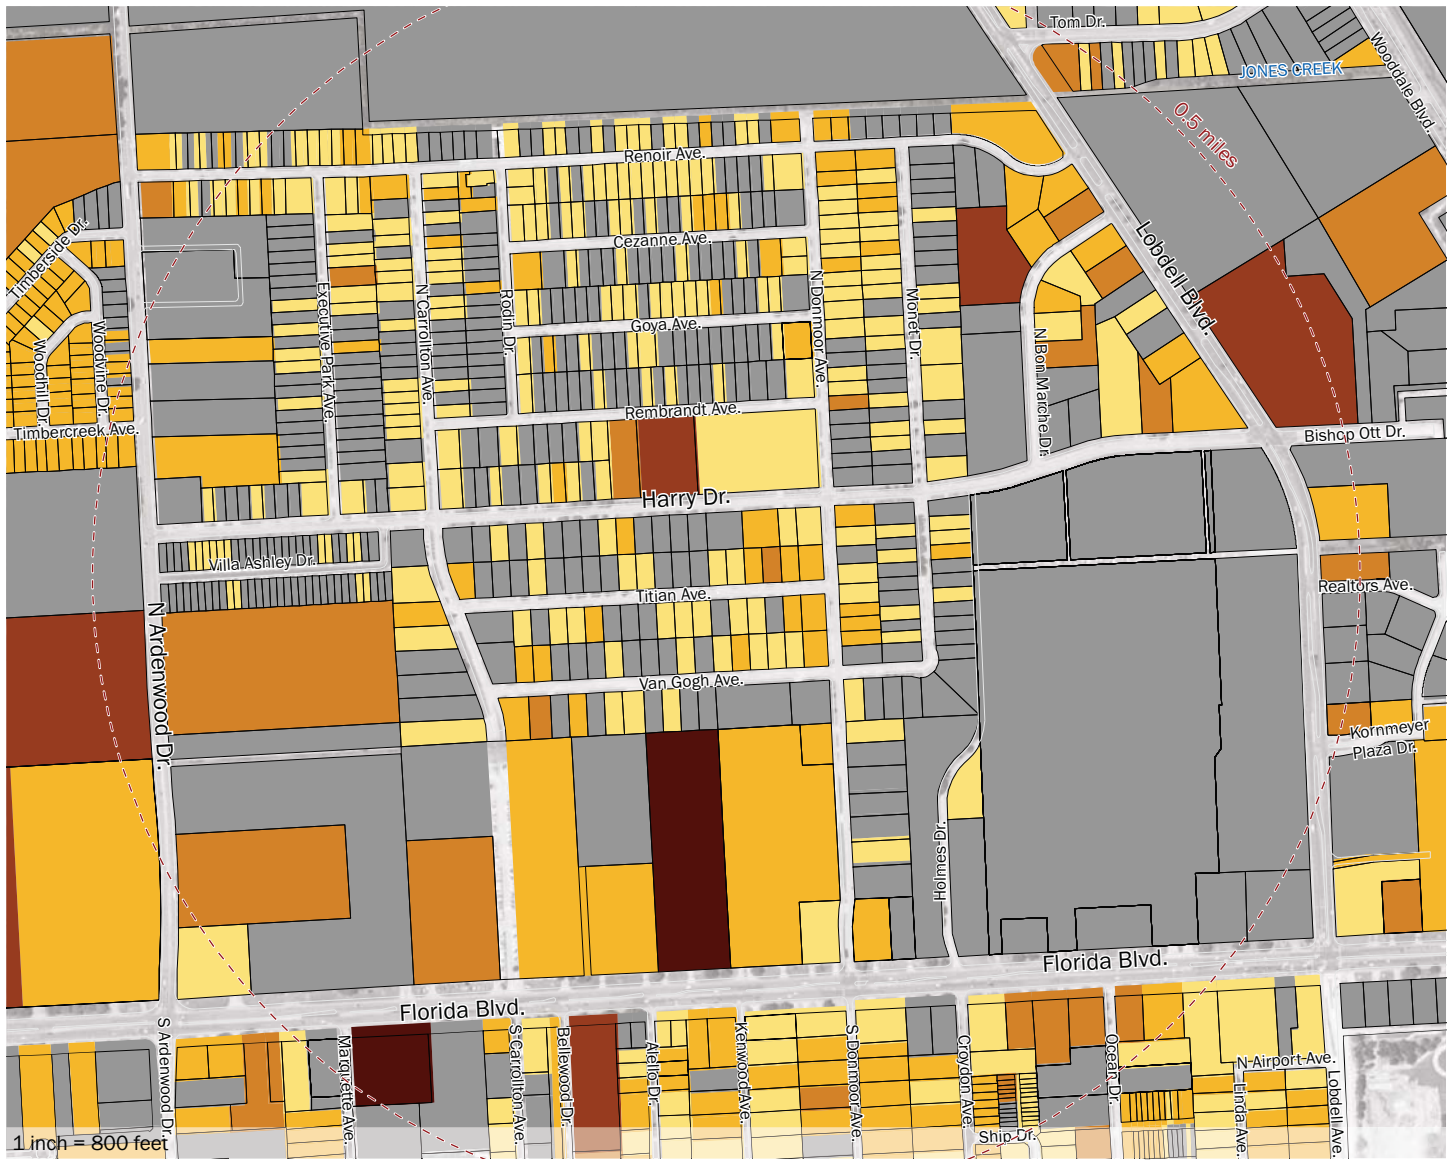 Tom Dr.
Wooddale Blvd.
JONES CREEK
0.5 miles
Renoir Ave.
Timberside Dr.
Cezanne Ave.
Lobdell Blvd.
Executive Park Ave.
N Carrollton Ave.
Rodin Dr.
N Donmoor Ave.
Monet Dr.
Goya Ave.
Woodhill Dr.
Woodvine Dr.
N Bon Marche Dr.
Rembrandt Ave.
Timbercreek Ave.
Bishop Ott Dr.
Harry Dr.
Villa Ashley Dr.
Titian Ave.
Realtors Ave.
N Ardenwood Dr.
Van Gogh Ave.
Kornmeyer
Plaza Dr.
Holmes Dr.
Florida Blvd.
Florida Blvd.
S Ardenwood Dr.
Marquette Ave.
S Carrollton Ave.
Bellewood Dr.
Alello Dr.
Kenwood Ave.
S Donmoor Ave.
Croydon Ave.
Ocean Dr.
N Airport Ave.
Linda Ave.
Lobdell Ave.
Ship Dr.
1 inch = 800 feet